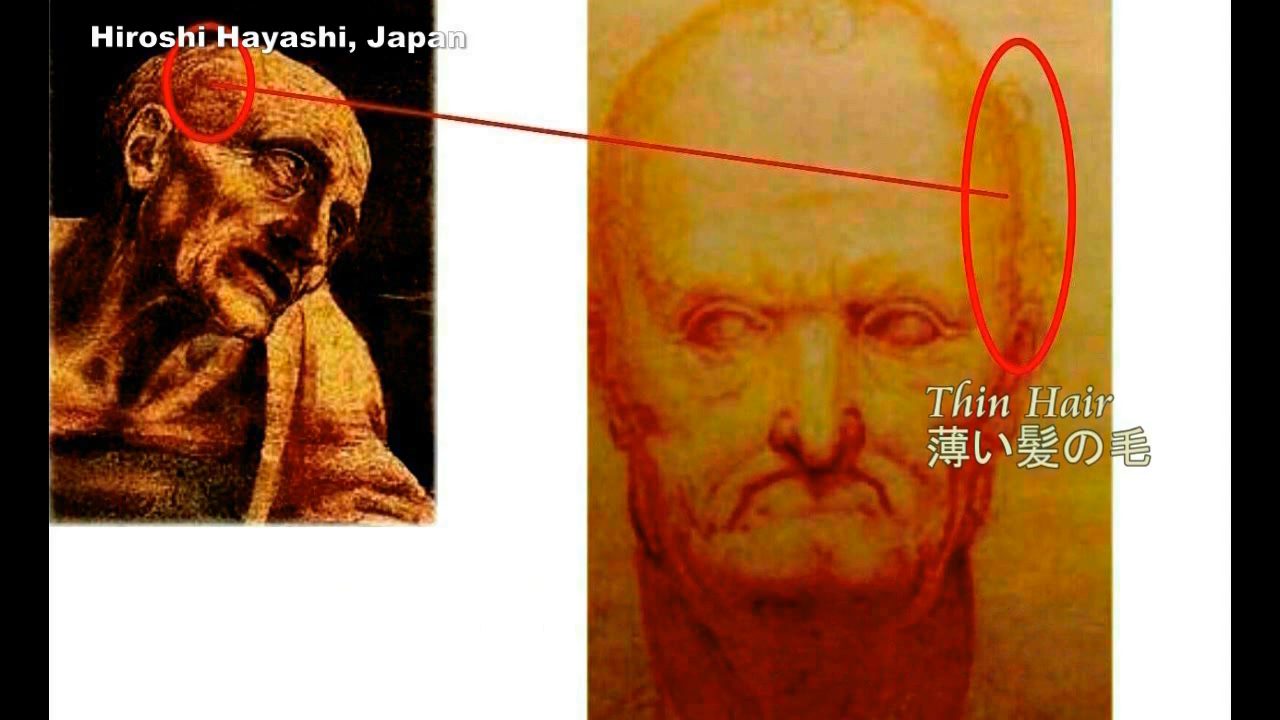 Hiroshi Hayashi, Japan
Thin Hair
薄い髪の毛